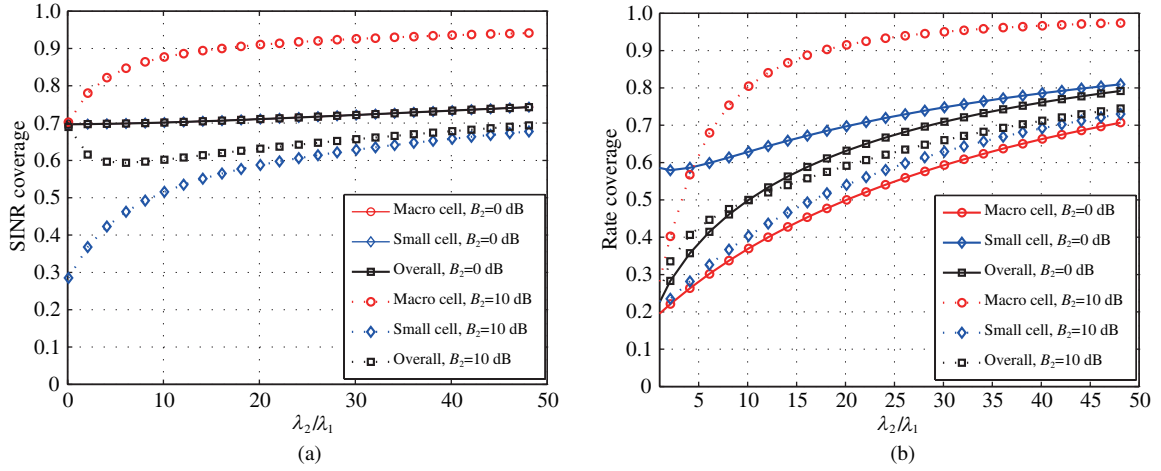 SINR coverage
1.0
0.9
0.8
0.7
0.6
0.5
0.4
0.3
0.2
0.1
0
0 10 20 30 40 50
λ2/λ1
Macro cell, B2=0 dB
Small cell, B2=0 dB
Overall, B2=0 dB
Macro cell, B2=10 dB
Small cell, B2=10 dB
Overall, B2=10 dB
(a)
Rate coverage
1.0
0.9
0.8
0.7
0.6
0.5
0.4
0.3
0.2
0.1
0
5 10 15 20 25 30 35 40 45 50
λ2/λ1
Macro cell, B2=0 dB
Small cell, B2=0 dB
Overall, B2=0 dB
Macro cell, B2=10 dB
Small cell, B2=10 dB
Overall, B2=10 dB
(b)